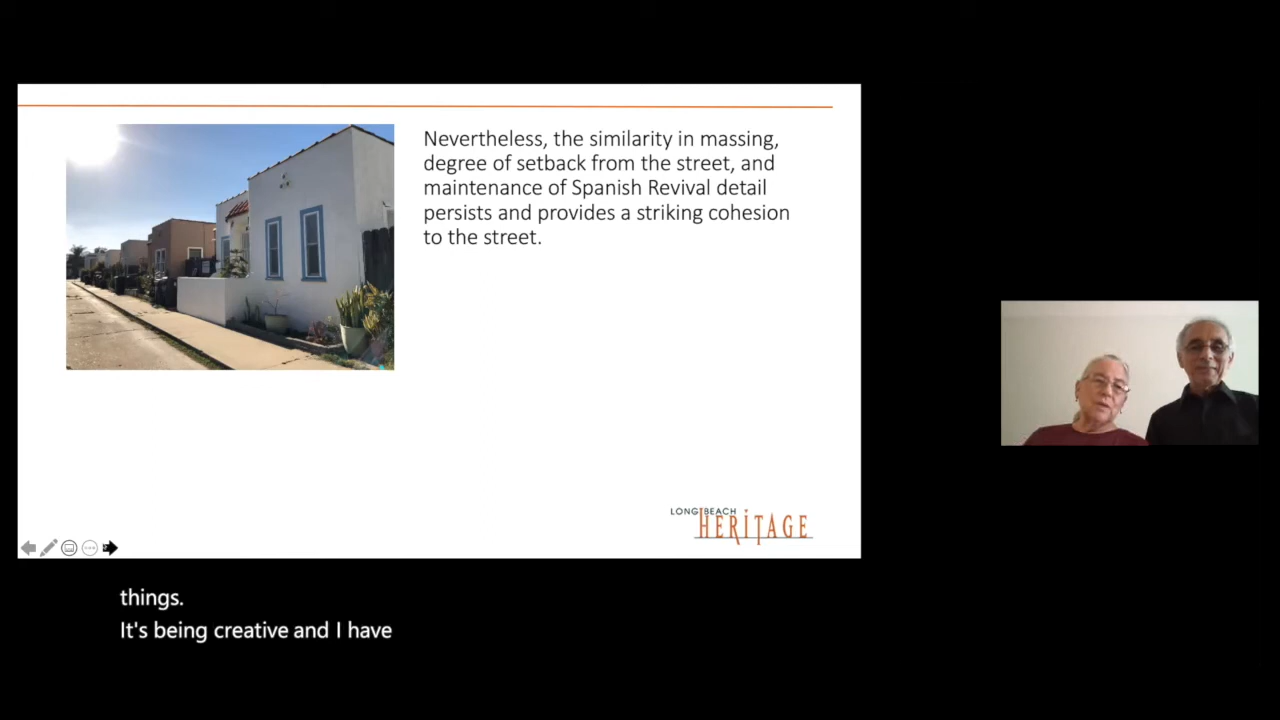 Nevertheless, the similarity in massing,
degree of setback from the street, and
maintenance of Spanish Revival detail
persists and provides a striking cohesion
to the street.
LONG BEACH
HERITAGE
things.
It's being creative and I have